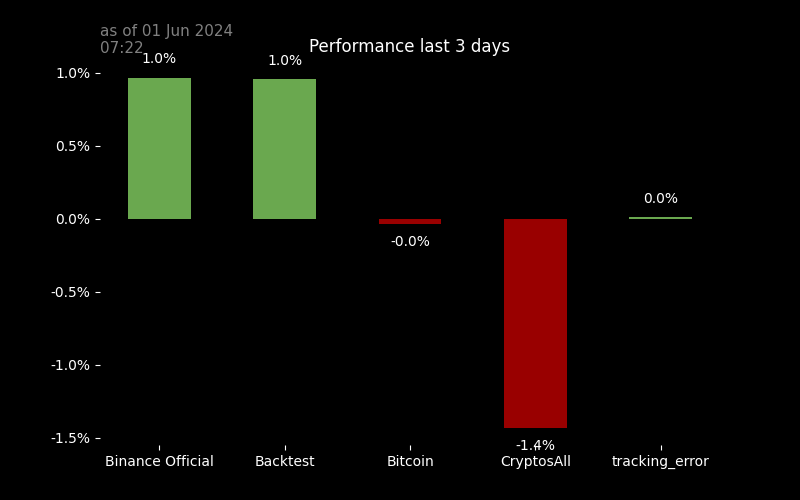 as of 01 Jun 2024
07:22
Performance last 3 days
1.0%
1.0%
1.0%
0.5%
0.0%
0.0%
-0.0%
-0.5%
-1.0%
-1.5%
-1.4%
Binance Official
Backtest
Bitcoin
CryptosAll
tracking_error